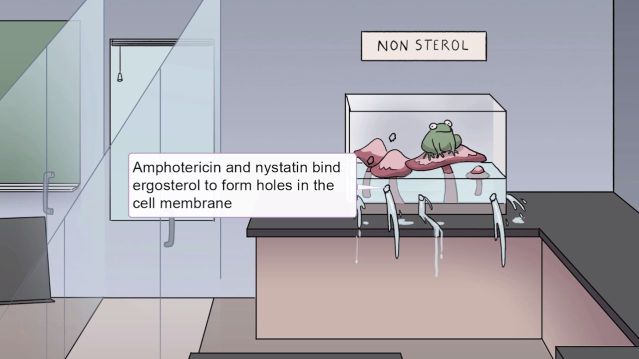 NON STEROL
Amphotericin and nystatin bind
ergosterol to form holes in the
cell membrane